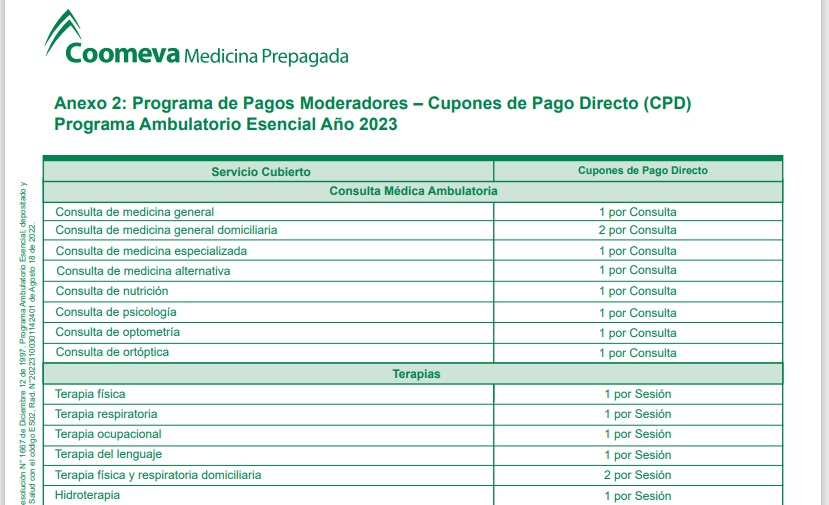 Coomeva Medicina Prepagada
Anexo 2: Programa de Pagos Moderadores – Cupones de Pago Directo (CPD)
Programa Ambulatorio Esencial Año 2023
Servicio Cubierto Cupones de Pago Directo
Consulta Médica Ambulatoria
Consulta de medicina general 1 por Consulta
Consulta de medicina general domiciliaria 2 por Consulta
Consulta de medicina especializada 1 por Consulta
Consulta de medicina alternativa 1 por Consulta
Consulta de nutrición 1 por Consulta
Consulta de psicología 1 por Consulta
Consulta de optometría 1 por Consulta
Consulta de ortóptica 1 por Consulta
Terapias
Terapia física 1 por Sesión
Terapia respiratoria 1 por Sesión
Terapia ocupacional 1 por Sesión
Terapia del lenguaje 1 por Sesión
Terapia física y respiratoria domiciliaria 2 por Sesión
Hidroterapia 1 por Sesión
esolución N° 1667 de Diciembre 12 de 1997. Programa Ambulatorio Esencial, depositado y
Salud con el código ES02, Rad. N°20223100301142401 de Agosto 18 de 2022.